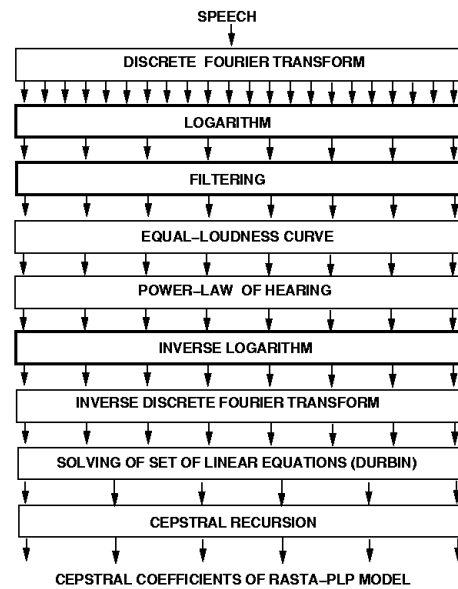 SPEECH
DISCRETE FOURIER TRANSFORM
LOGARITHM
FILTERING
EQUAL–LOUDNESS CURVE
POWER–LAW OF HEARING
INVERSE LOGARITHM
INVERSE DISCRETE FOURIER TRANSFORM
SOLVING OF SET OF LINEAR EQUATIONS (DURBIN)
CEPSTRAL RECURSION
CEPSTRAL COEFFICIENTS OF RASTA–PLP MODEL